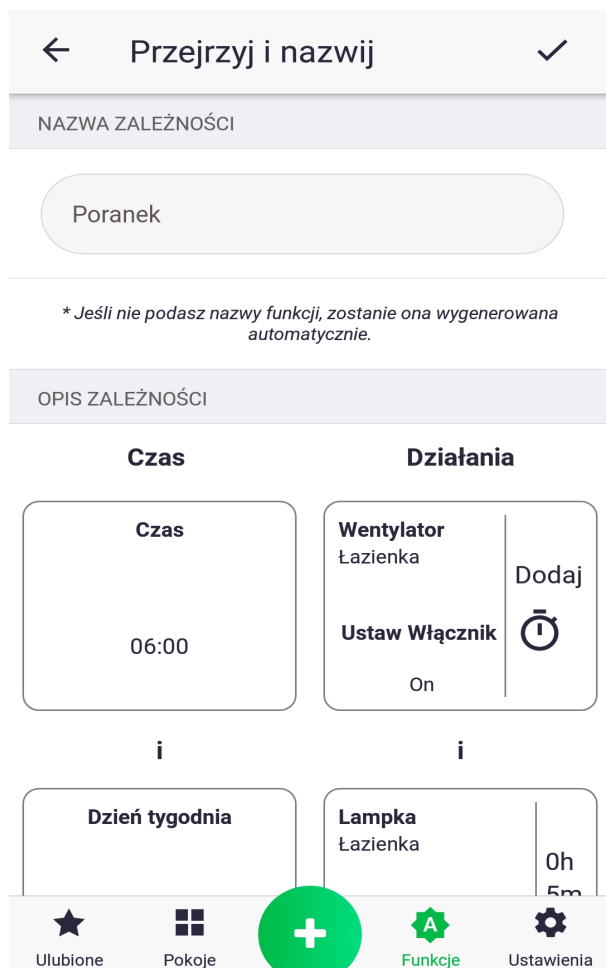 Przejrzyj i nazwij
NAZWA ZALEŻNOŚCI
Poranek
* Jeśli nie podasz nazwy funkcji, zostanie ona wygenerowana
automatycznie.
OPIS ZALEŻNOŚCI
Czas
Działania
Czas
06:00
Wentylator
Łazienka
Ustaw Włącznik
On
Dodaj
i
i
Dzień tygodnia
Lampka
Łazienka
0h
5m
Ulubione
Pokoje
A
Funkcje
Ustawienia